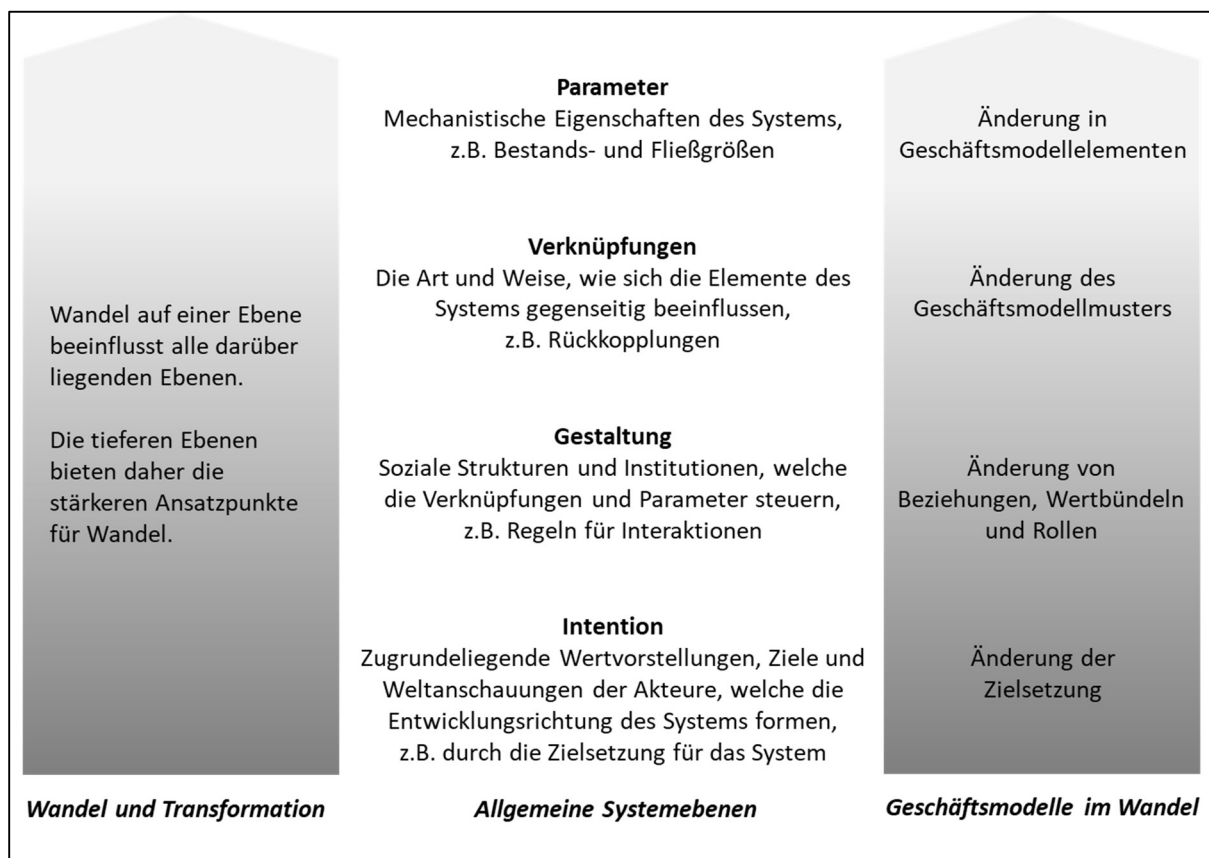 Wandel auf einer Ebene
beeinflusst alle darüber
liegenden Ebenen.
Die tieferen Ebenen
bieten daher die
stärkeren Ansatzpunkte
für Wandel.
Wandel und Transformation
Parameter
Mechanistische Eigenschaften des Systems,
z.B. Bestands- und Fließgrößen
Verknüpfungen
Die Art und Weise, wie sich die Elemente des
Systems gegenseitig beeinflussen,
z.B. Rückkopplungen
Gestaltung
Soziale Strukturen und Institutionen, welche
die Verknüpfungen und Parameter steuern,
z.B. Regeln für Interaktionen
Intention
Zugrundeliegende Wertvorstellungen, Ziele und
Weltanschauungen der Akteure, welche die
Entwicklungsrichtung des Systems formen,
z.B. durch die Zielsetzung für das System
Allgemeine Systemebenen
Änderung in
Geschäftsmodellelementen
Änderung des
Geschäftsmodellmusters
Änderung von
Beziehungen, Wertbündeln
und Rollen
Änderung der
Zielsetzung
Geschäftsmodelle im Wandel